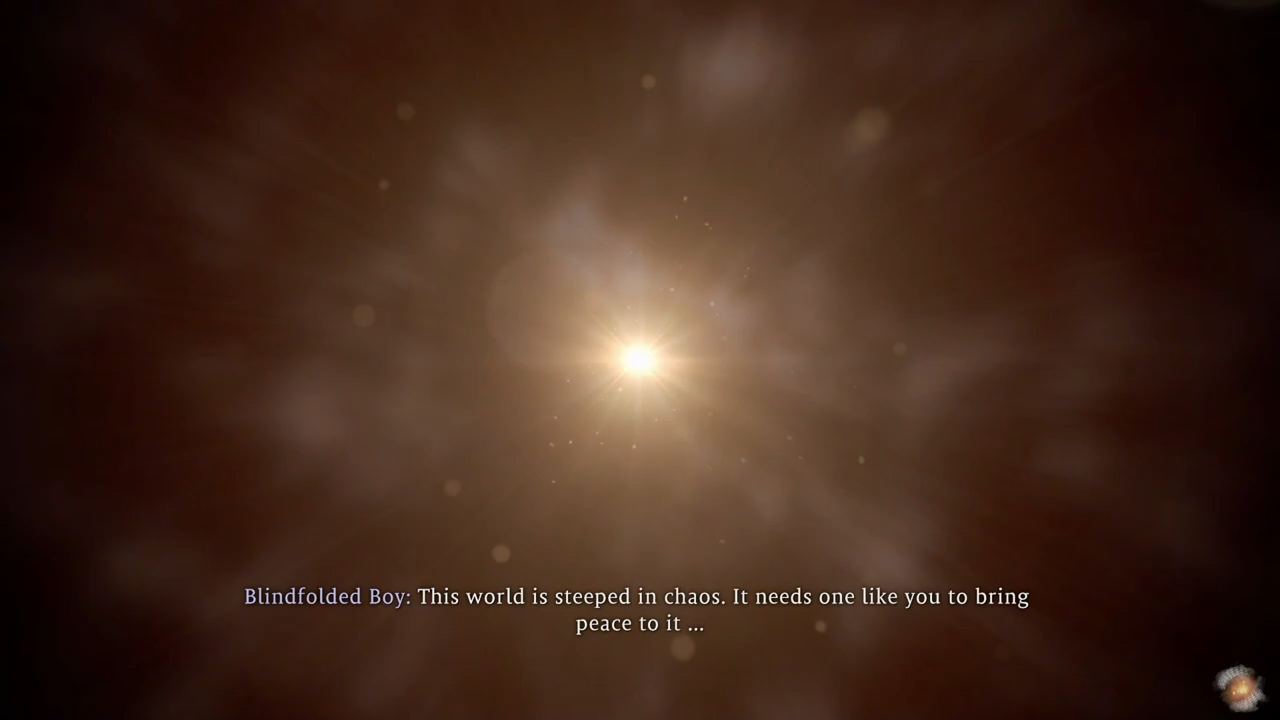 Blindfolded Boy: This world is steeped in chaos. It needs one like you to bring
peace to it ...